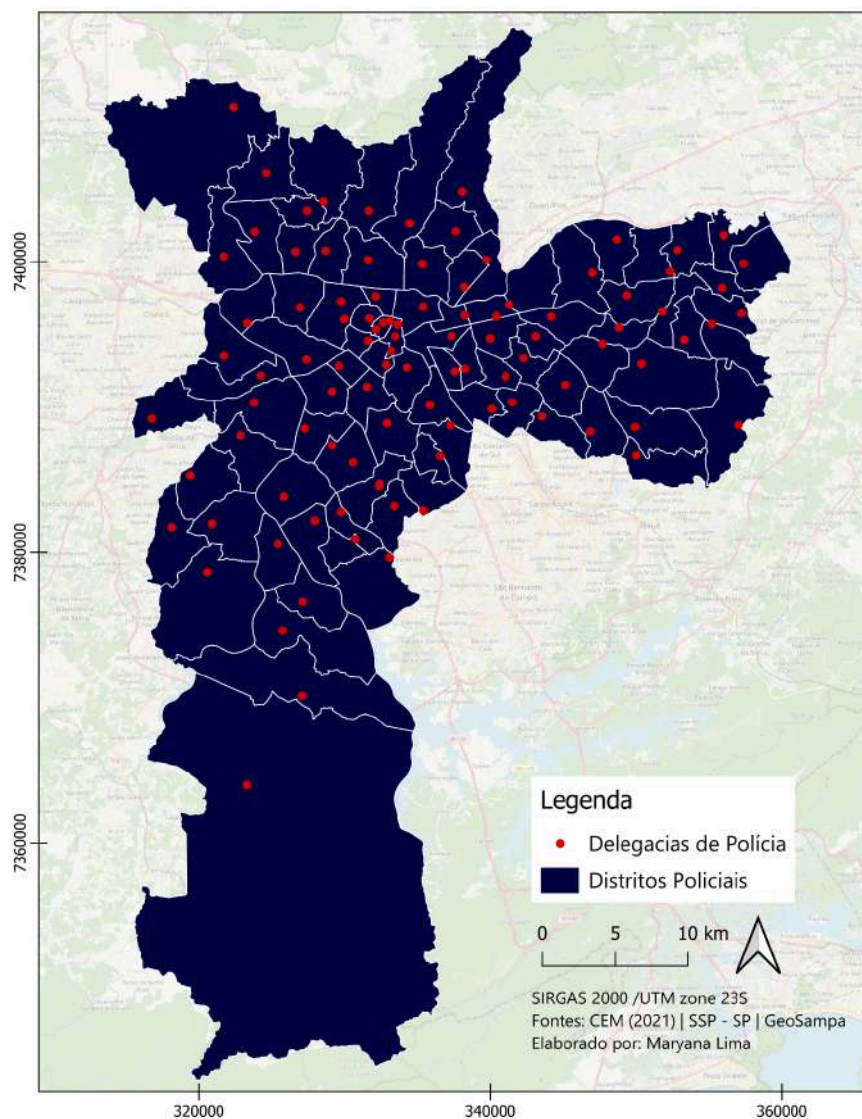 7400000
7380000
7360000
Legenda
Delegacias de Polícia
Distritos Policiais
0 5 10 km
SIRGAS 2000 /UTM zone 23S
Fontes: CEM (2021) | SSP - SP | GeoSampa
Elaborado por: Maryana Lima
320000 340000 360000